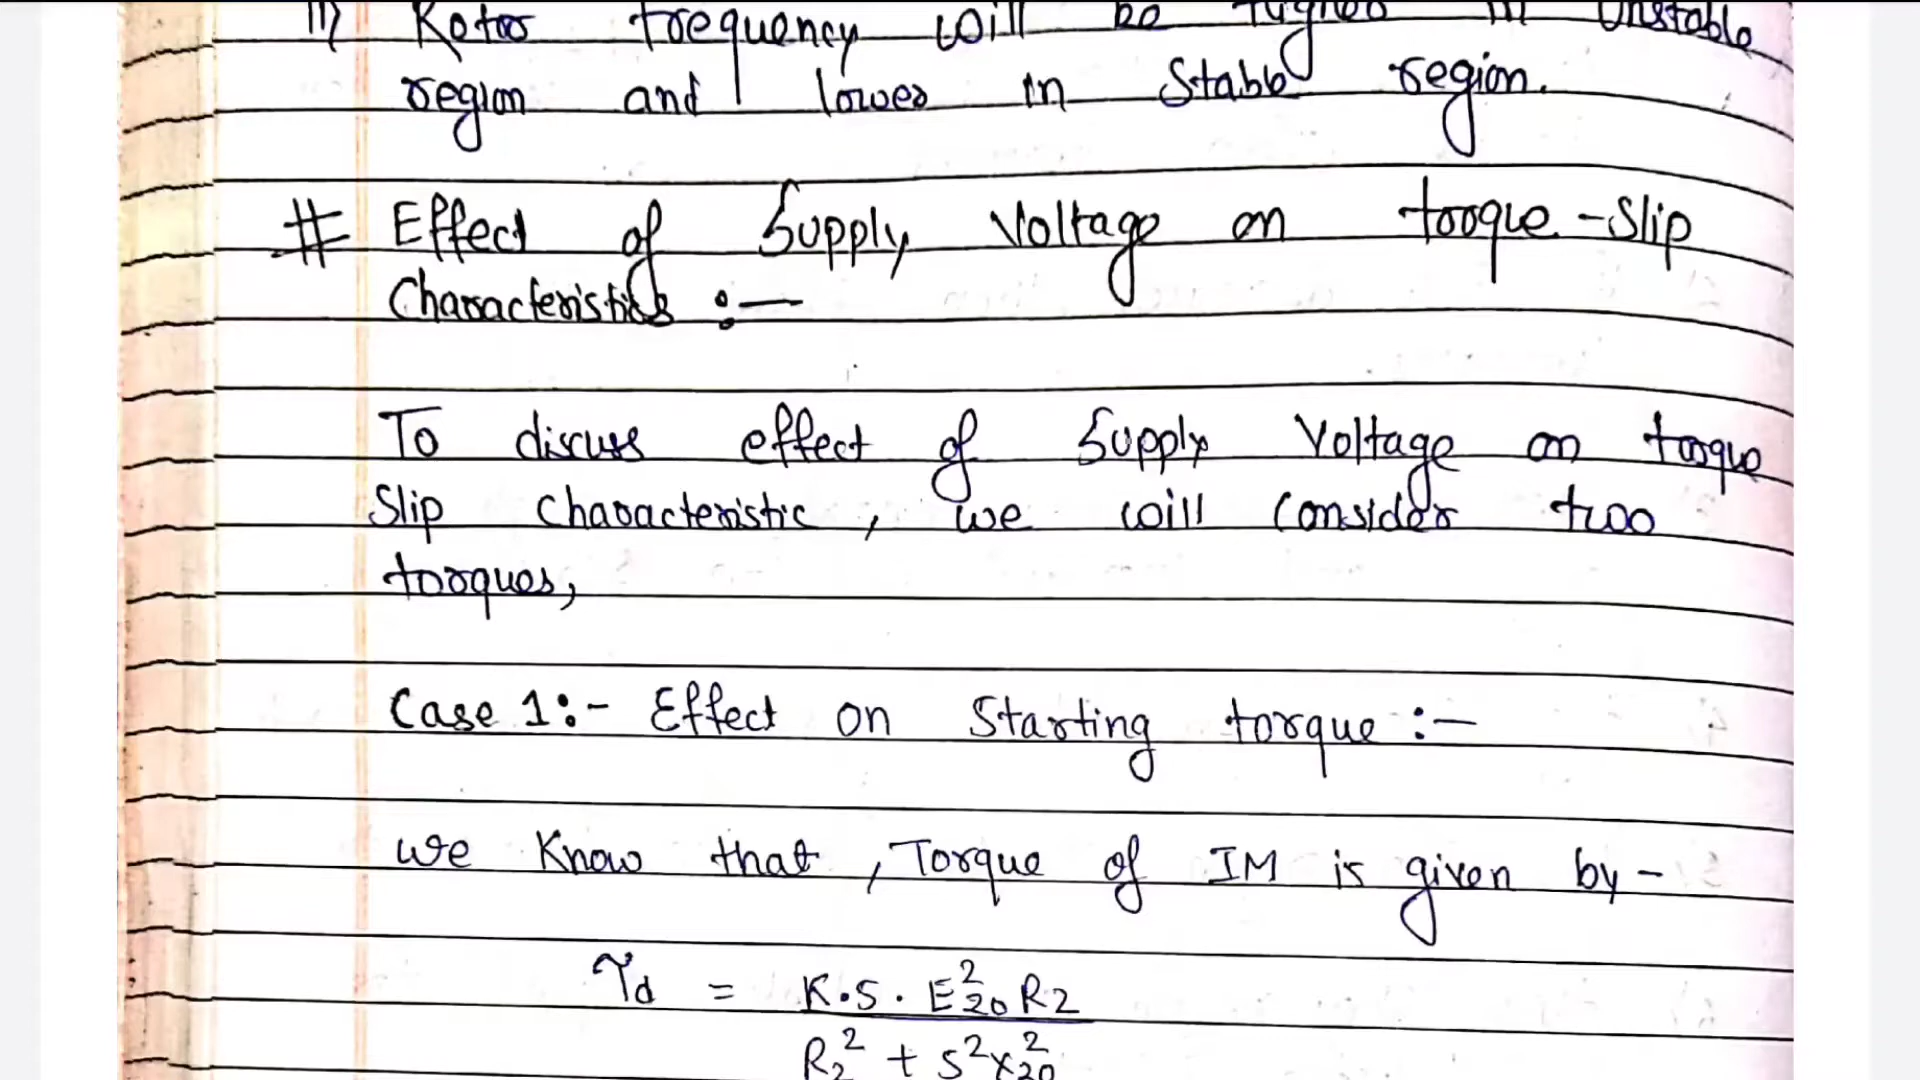 ii) Rotor frequency will be higher in unstable
region and lower in stable region.
# Effect of Supply Voltage on torque-Slip
Characteristics :-
To discuss effect of Supply Voltage on torque
Slip characteristic, we will consider two
torques,
Case 1:- Effect on Starting torque :-
we Know that, Torque of IM is given by -
τd = K.S. E²₂₀ R2
R₂² + s²x²₂₀